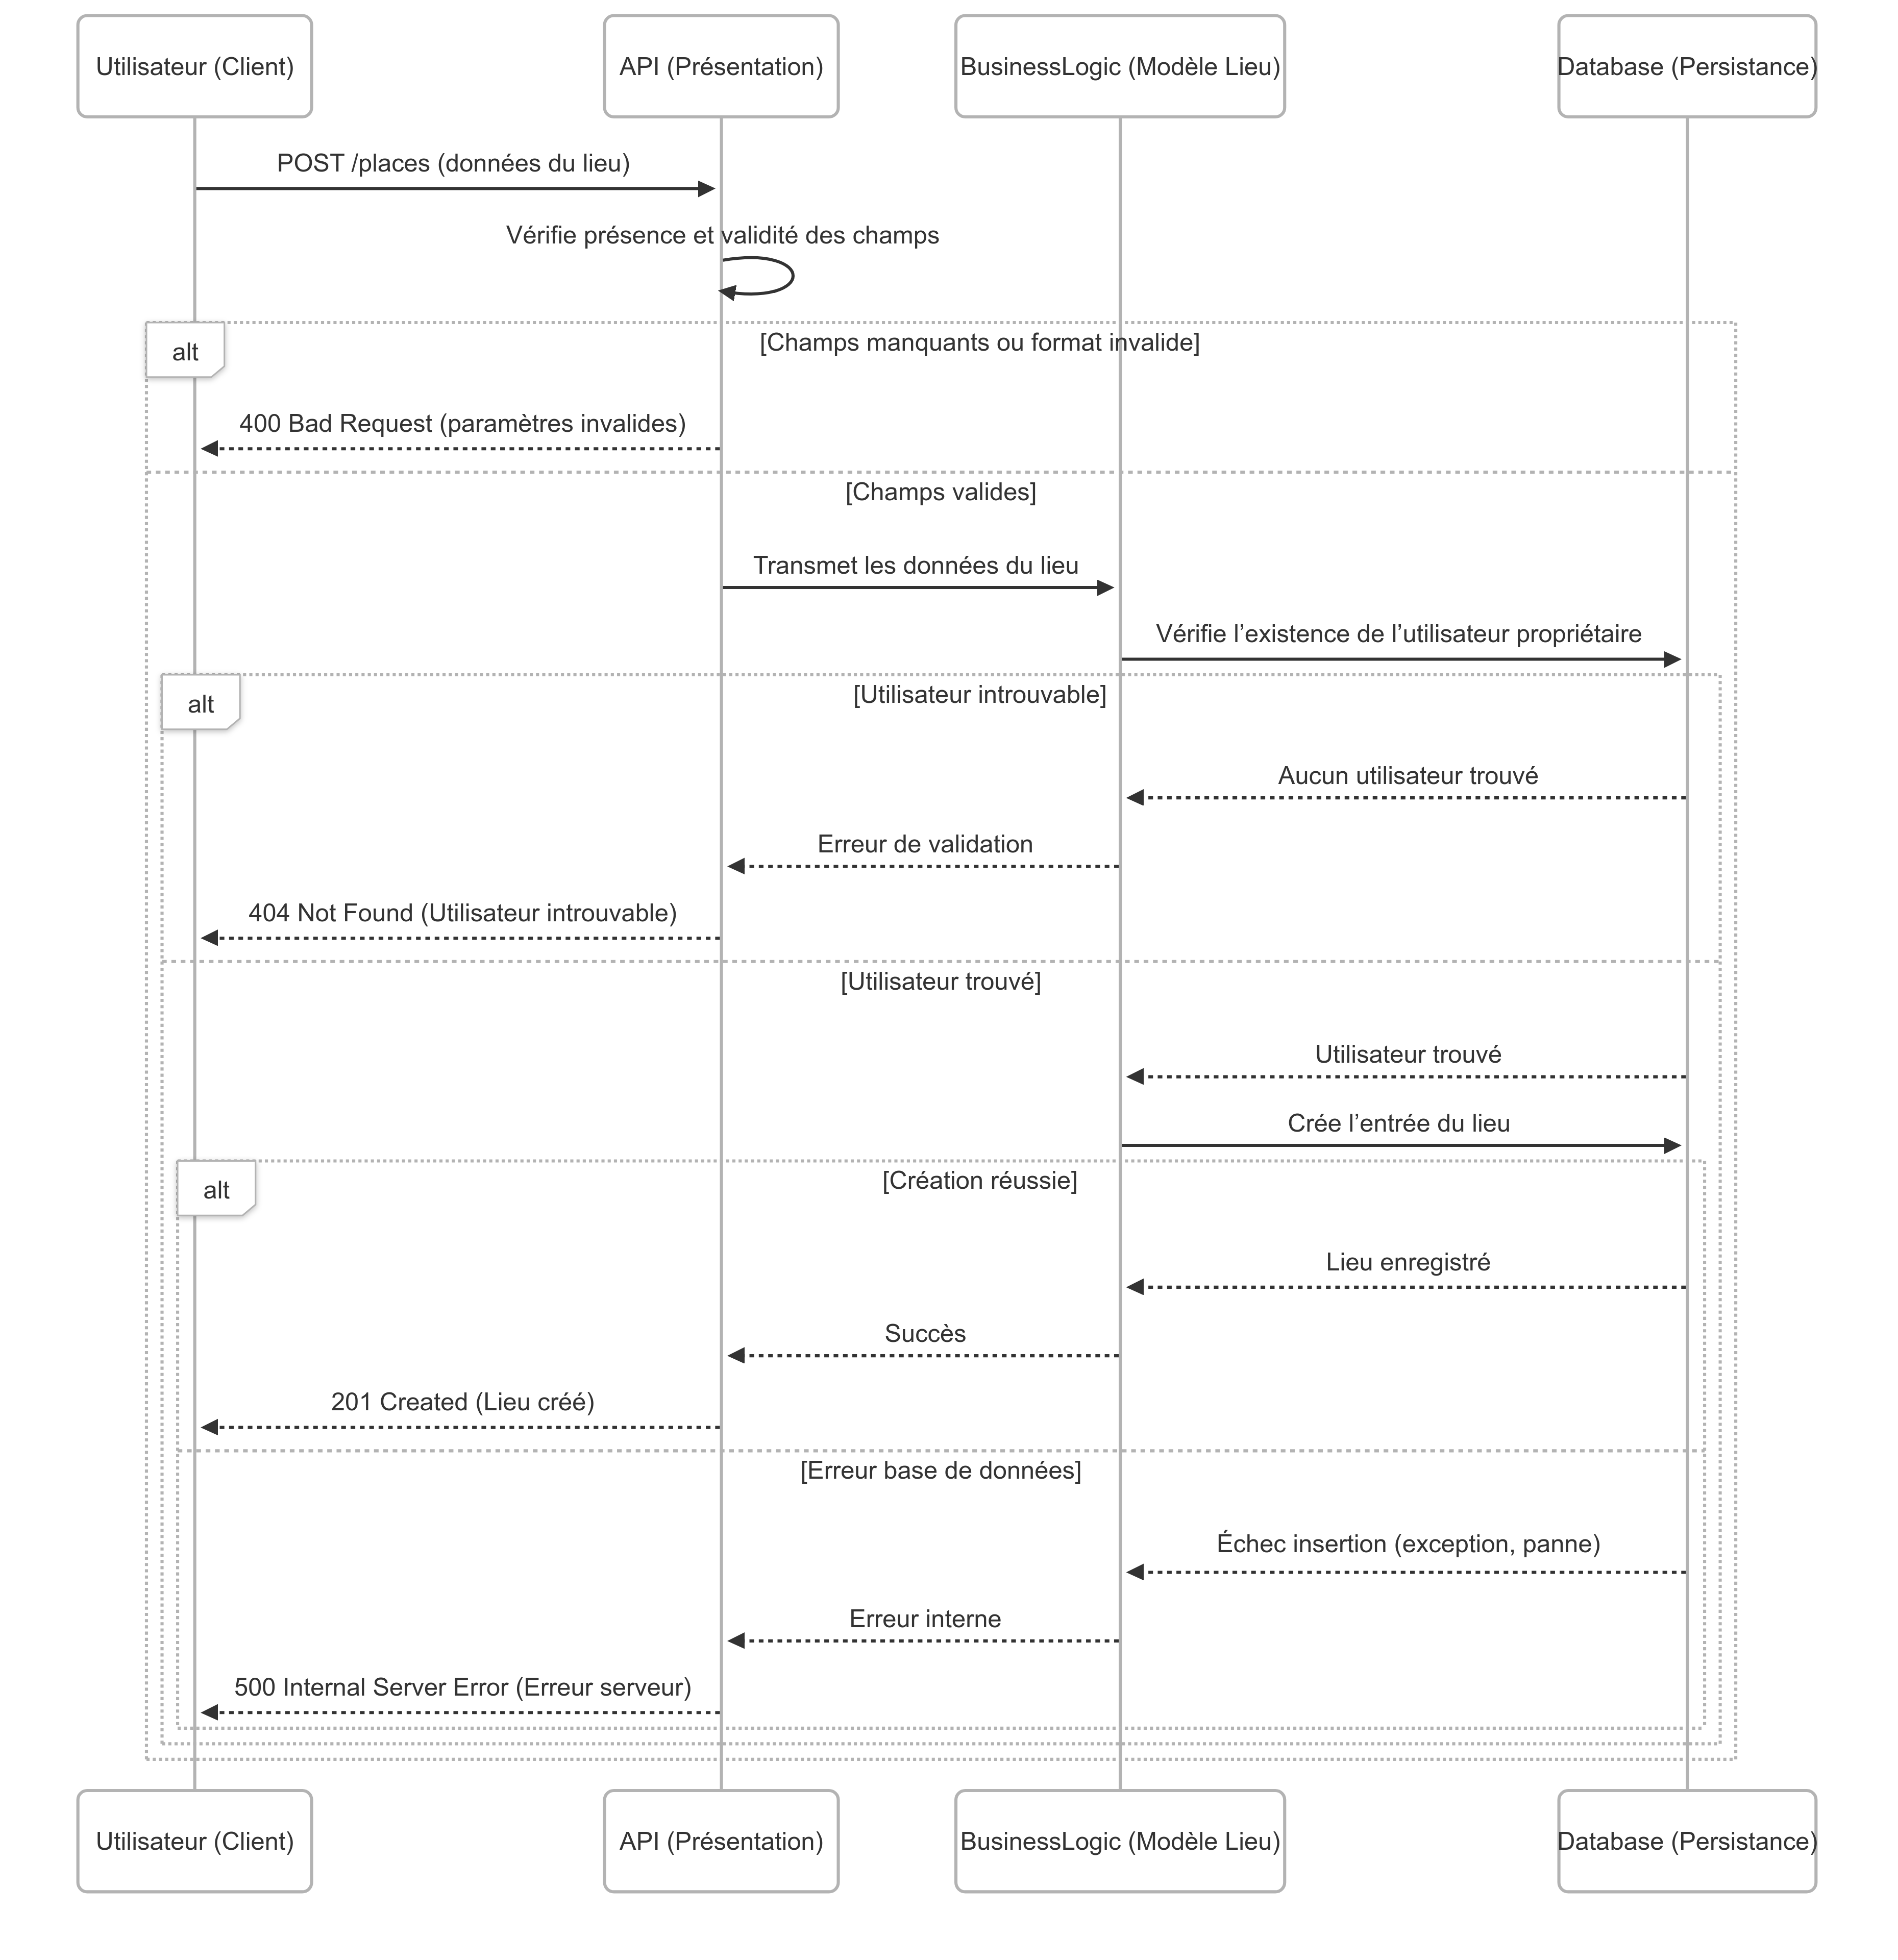 Utilisateur (Client)
API (Présentation)
BusinessLogic (Modèle Lieu)
Database (Persistance)
POST /places (données du lieu)
Vérifie présence et validité des champs
alt
[Champs manquants ou format invalide]
400 Bad Request (paramètres invalides)
[Champs valides]
Transmet les données du lieu
Vérifie l’existence de l’utilisateur propriétaire
alt
[Utilisateur introuvable]
Aucun utilisateur trouvé
Erreur de validation
404 Not Found (Utilisateur introuvable)
[Utilisateur trouvé]
Utilisateur trouvé
Crée l’entrée du lieu
alt
[Création réussie]
Lieu enregistré
Succès
201 Created (Lieu créé)
[Erreur base de données]
Échec insertion (exception, panne)
Erreur interne
500 Internal Server Error (Erreur serveur)
Utilisateur (Client)
API (Présentation)
BusinessLogic (Modèle Lieu)
Database (Persistance)